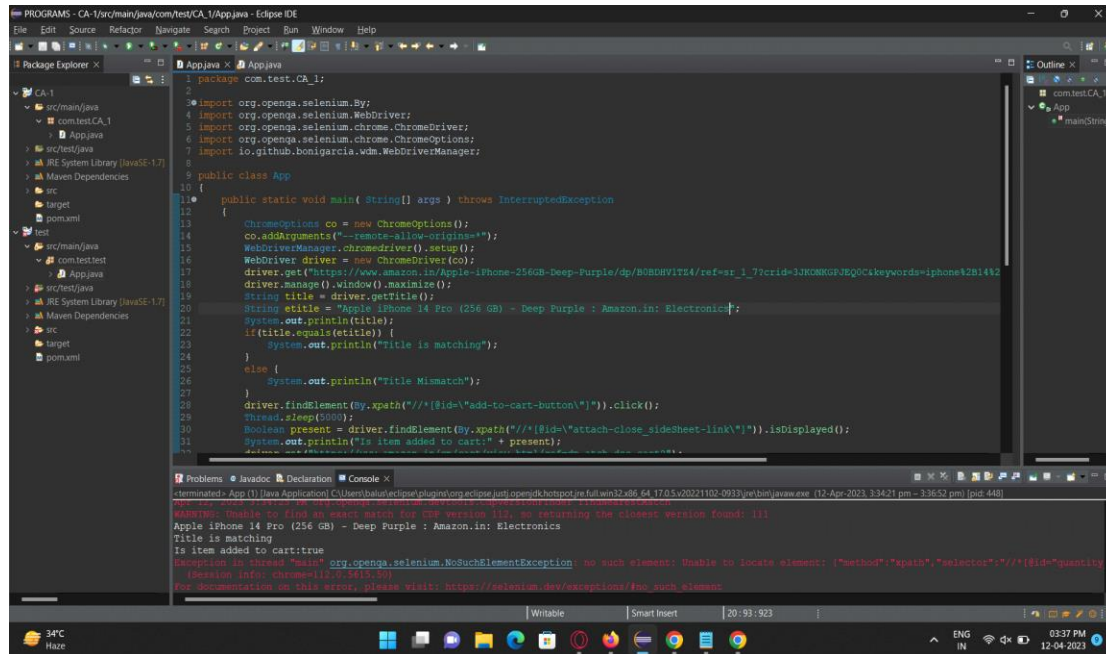 PROGRAMS - CA-1/src/main/java/com/test/CA_1/App.java - Eclipse IDE
File Edit Source Refactor Navigate Search Project Run Window Help
Package Explorer
CA-1
src/main/java
com.test.CA_1
App.java
src/test/java
JRE System Library [JavaSE-1.7]
Maven Dependencies
src
target
pom.xml
test
src/main/java
com.test.test
App.java
src/test/java
JRE System Library [JavaSE-1.7]
Maven Dependencies
src
target
pom.xml
App.java App.java
1 package com.test.CA_1;
2
3 import org.openqa.selenium.By;
4 import org.openqa.selenium.WebDriver;
5 import org.openqa.selenium.chrome.ChromeDriver;
6 import org.openqa.selenium.chrome.ChromeOptions;
7 import io.github.bonigarcia.wdm.WebDriverManager;
8
9 public class App
10 {
11 public static void main( String[] args ) throws InterruptedException
12 {
13 ChromeOptions co = new ChromeOptions();
14 co.addArguments("--remote-allow-origins=*");
15 WebDriverManager.chromedriver().setup();
16 WebDriver driver = new ChromeDriver(co);
17 driver.get("https://www.amazon.in/Apple-iPhone-256GB-Deep-Purple/dp/B0BDHV1TZ4/ref=sr_1_7?crid=3JKONKGPJEQ0C&keywords=iphone%2B14%2
18 driver.manage().window().maximize();
19 String title = driver.getTitle();
20 String etitle = "Apple iPhone 14 Pro (256 GB) - Deep Purple : Amazon.in: Electronics";
21 System.out.println(title);
22 if(title.equals(etitle)) {
23 System.out.println("Title is matching");
24 }
25 else {
26 System.out.println("Title Mismatch");
27 }
28 driver.findElement(By.xpath("//*[@id=\"add-to-cart-button\"]")).click();
29 Thread.sleep(5000);
30 Boolean present = driver.findElement(By.xpath("//*[@id=\"attach-close_sideSheet-link\"]")).isDisplayed();
31 System.out.println("Is item added to cart:" + present);
Outline
com.test.CA_1
App
main(String
Problems Javadoc Declaration Console
<terminated> App (1) [Java Application] C:\Users\balus\eclipse\plugins\org.eclipse.justj.openjdk.hotspot.jre.full.win32.x86_64_17.0.5.v20221102-0933\jre\bin\javaw.exe (12-Apr-2023, 3:34:21 pm – 3:36:52 pm) [pid: 448]
WARNING: Unable to find an exact match for CDP version 112, so returning the closest version found: 111
Apple iPhone 14 Pro (256 GB) - Deep Purple : Amazon.in: Electronics
Title is matching
Is item added to cart:true
Exception in thread "main" org.openqa.selenium.NoSuchElementException: no such element: Unable to locate element: {"method":"xpath","selector":"//*[@id="quantity
(Session info: chrome=112.0.5615.50)
For documentation on this error, please visit: https://selenium.dev/exceptions/#no_such_element
Writable Smart Insert 20 : 93 : 923
34°C
Haze
ENG
IN
03:37 PM
12-04-2023